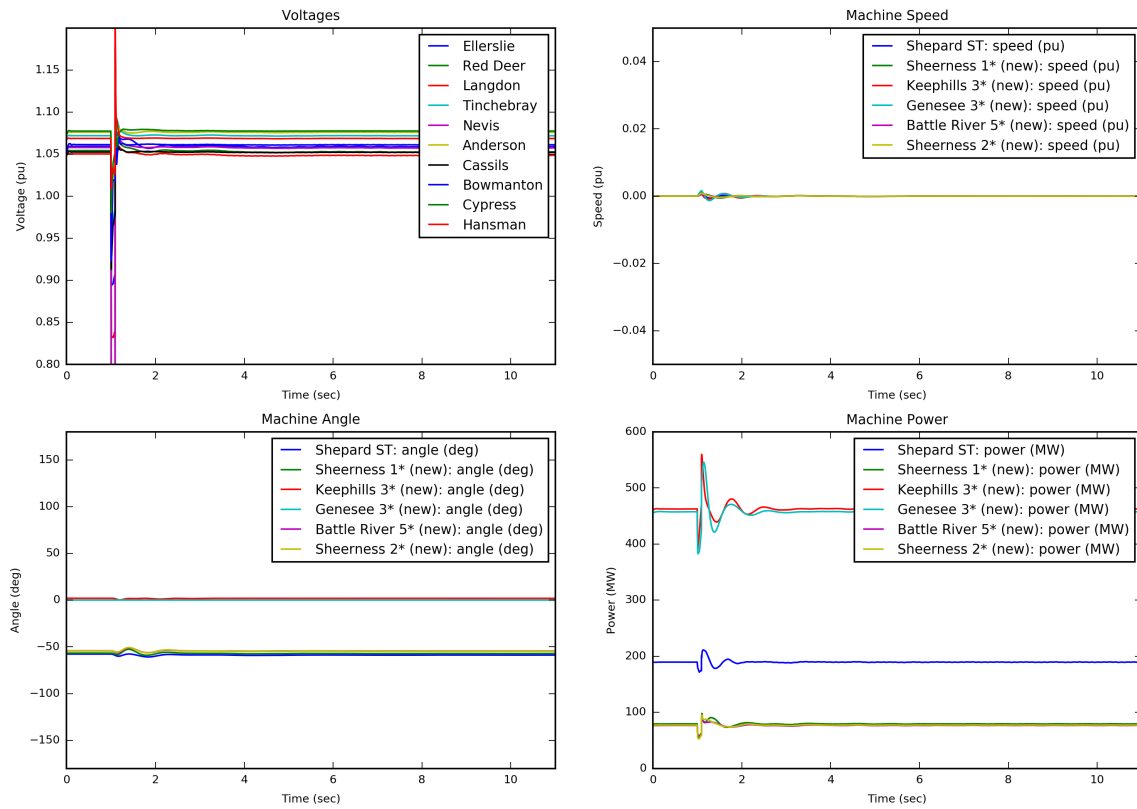 Voltages
1.15
1.10
1.05
1.00
0.95
0.90
0.85
0.80
Voltage (pu)
0
2
4
6
8
10
Time (sec)
Ellerslie
Red Deer
Langdon
Tinchebray
Nevis
Anderson
Cassils
Bowmanton
Cypress
Hansman
Machine Speed
0.04
0.02
0.00
−0.02
−0.04
Speed (pu)
0
2
4
6
8
10
Time (sec)
Shepard ST: speed (pu)
Sheerness 1* (new): speed (pu)
Keephills 3* (new): speed (pu)
Genesee 3* (new): speed (pu)
Battle River 5* (new): speed (pu)
Sheerness 2* (new): speed (pu)
Machine Angle
150
100
50
0
−50
−100
−150
Angle (deg)
0
2
4
6
8
10
Time (sec)
Shepard ST: angle (deg)
Sheerness 1* (new): angle (deg)
Keephills 3* (new): angle (deg)
Genesee 3* (new): angle (deg)
Battle River 5* (new): angle (deg)
Sheerness 2* (new): angle (deg)
Machine Power
600
500
400
300
200
100
0
Power (MW)
0
2
4
6
8
10
Time (sec)
Shepard ST: power (MW)
Sheerness 1* (new): power (MW)
Keephills 3* (new): power (MW)
Genesee 3* (new): power (MW)
Battle River 5* (new): power (MW)
Sheerness 2* (new): power (MW)